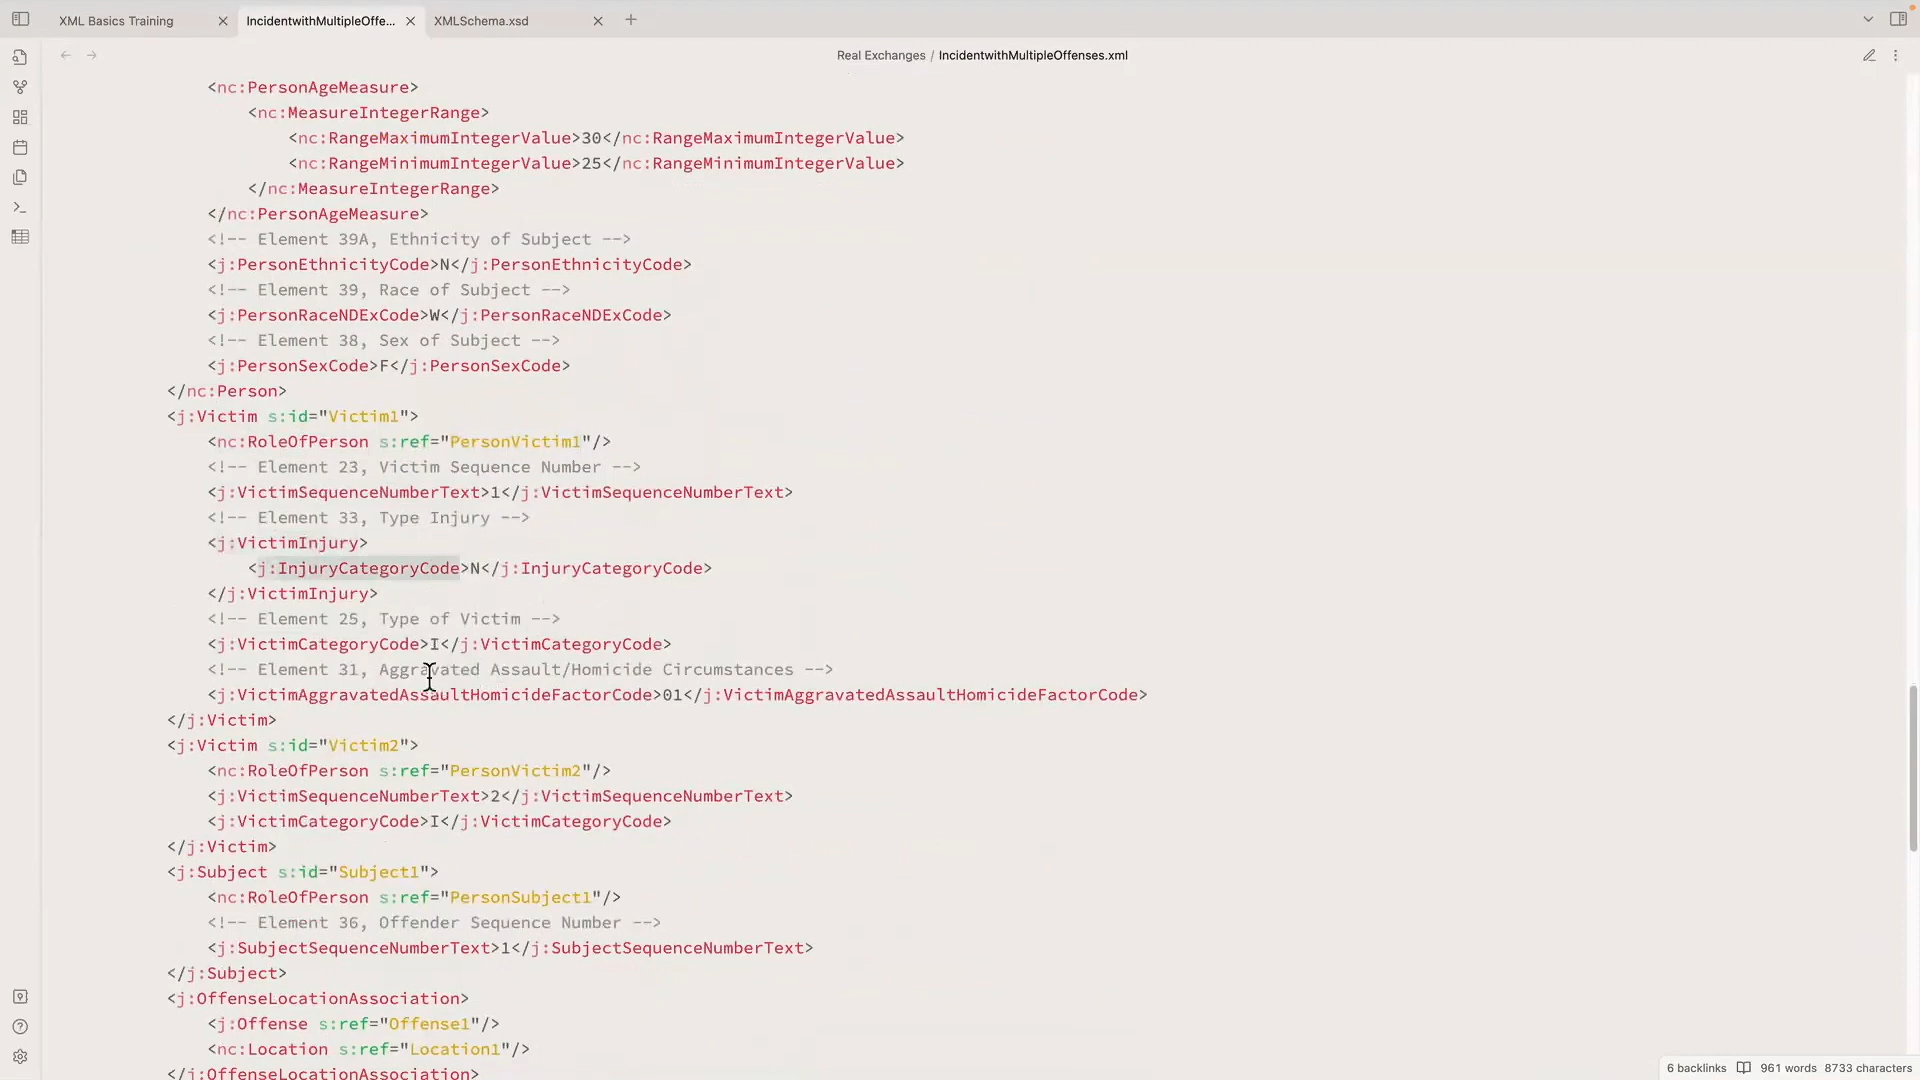 XML Basics Training
IncidentwithMultipleOffe...
XMLSchema.xsd
Real Exchanges / IncidentwithMultipleOffenses.xml
<nc:PersonAgeMeasure>
<nc:MeasureIntegerRange>
<nc:RangeMaximumIntegerValue>30</nc:RangeMaximumIntegerValue>
<nc:RangeMinimumIntegerValue>25</nc:RangeMinimumIntegerValue>
</nc:MeasureIntegerRange>
</nc:PersonAgeMeasure>
<!-- Element 39A, Ethnicity of Subject -->
<j:PersonEthnicityCode>N</j:PersonEthnicityCode>
<!-- Element 39, Race of Subject -->
<j:PersonRaceNDExCode>W</j:PersonRaceNDExCode>
<!-- Element 38, Sex of Subject -->
<j:PersonSexCode>F</j:PersonSexCode>
</nc:Person>
<j:Victim s:id="Victim1">
<nc:RoleOfPerson s:ref="PersonVictim1"/>
<!-- Element 23, Victim Sequence Number -->
<j:VictimSequenceNumberText>1</j:VictimSequenceNumberText>
<!-- Element 33, Type Injury -->
<j:VictimInjury>
<j:InjuryCategoryCode>N</j:InjuryCategoryCode>
</j:VictimInjury>
<!-- Element 25, Type of Victim -->
<j:VictimCategoryCode>I</j:VictimCategoryCode>
<!-- Element 31, Aggravated Assault/Homicide Circumstances -->
<j:VictimAggravatedAssaultHomicideFactorCode>01</j:VictimAggravatedAssaultHomicideFactorCode>
</j:Victim>
<j:Victim s:id="Victim2">
<nc:RoleOfPerson s:ref="PersonVictim2"/>
<j:VictimSequenceNumberText>2</j:VictimSequenceNumberText>
<j:VictimCategoryCode>I</j:VictimCategoryCode>
</j:Victim>
<j:Subject s:id="Subject1">
<nc:RoleOfPerson s:ref="PersonSubject1"/>
<!-- Element 36, Offender Sequence Number -->
<j:SubjectSequenceNumberText>1</j:SubjectSequenceNumberText>
</j:Subject>
<j:OffenseLocationAssociation>
<j:Offense s:ref="Offense1"/>
<nc:Location s:ref="Location1"/>
</j:OffenseLocationAssociation>
6 backlinks 961 words 8733 characters